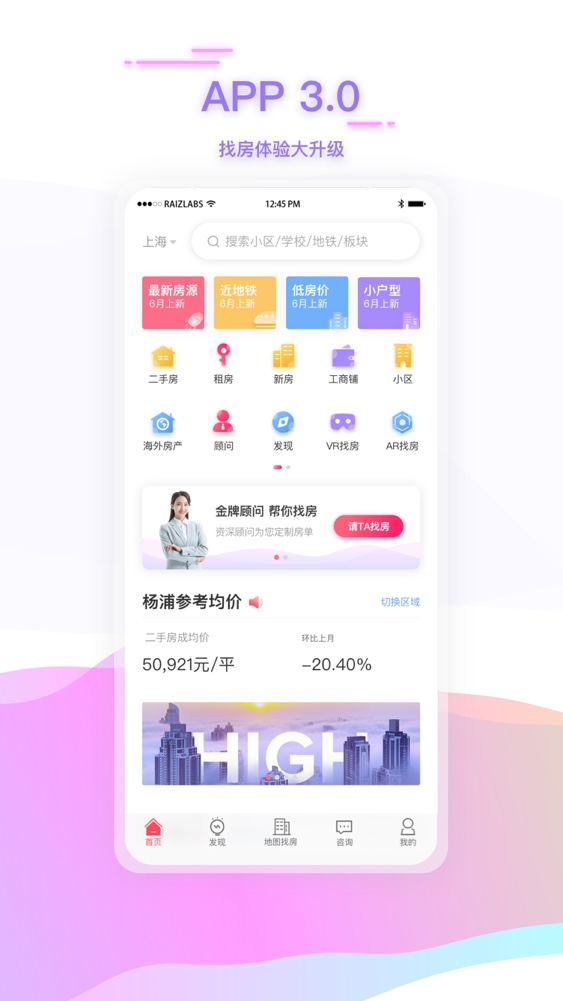 APP 3.0
找房体验大升级
RAIZLABS
12:45 PM
上海
搜索小区/学校/地铁/板块
最新房源
6月上新
近地铁
6月上新
低房价
6月上新
小户型
6月上新
二手房
租房
新房
工商铺
小区
海外房产
顾问
发现
VR找房
AR找房
金牌顾问 帮你找房
资深顾问为您定制房单
请TA找房
杨浦参考均价
切换区域
二手房成均价
环比上月
50,921元/平
-20.40%
HIGH
首页
发现
地图找房
咨询
我的